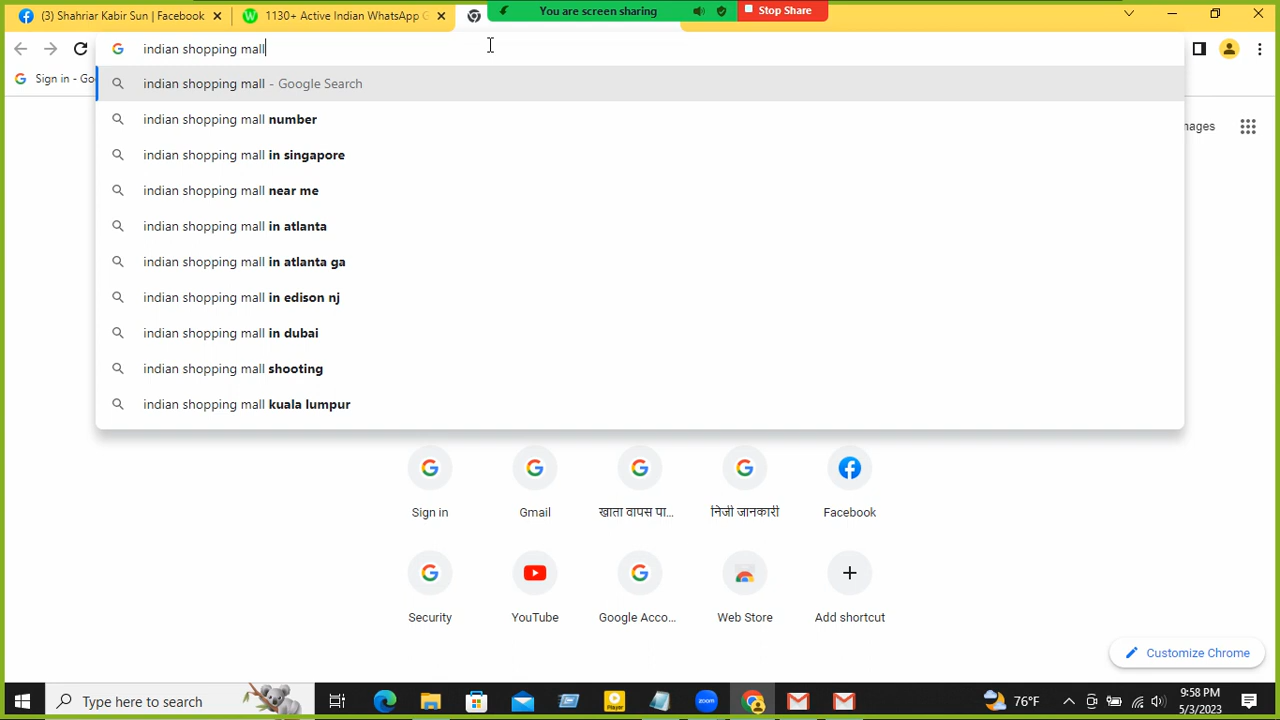 (3) Shahriar Kabir Sun | Facebook
1130+ Active Indian WhatsApp G
You are screen sharing
Stop Share
indian shopping mall
Sign in - Go
indian shopping mall - Google Search
indian shopping mall number
indian shopping mall in singapore
indian shopping mall near me
indian shopping mall in atlanta
indian shopping mall in atlanta ga
indian shopping mall in edison nj
indian shopping mall in dubai
indian shopping mall shooting
indian shopping mall kuala lumpur
Sign in
Gmail
खाता वापस पा...
निजी जानकारी
Facebook
Security
YouTube
Google Acco...
Web Store
Add shortcut
Customize Chrome
Type here to search
zoom
76°F
9:58 PM
5/3/2023